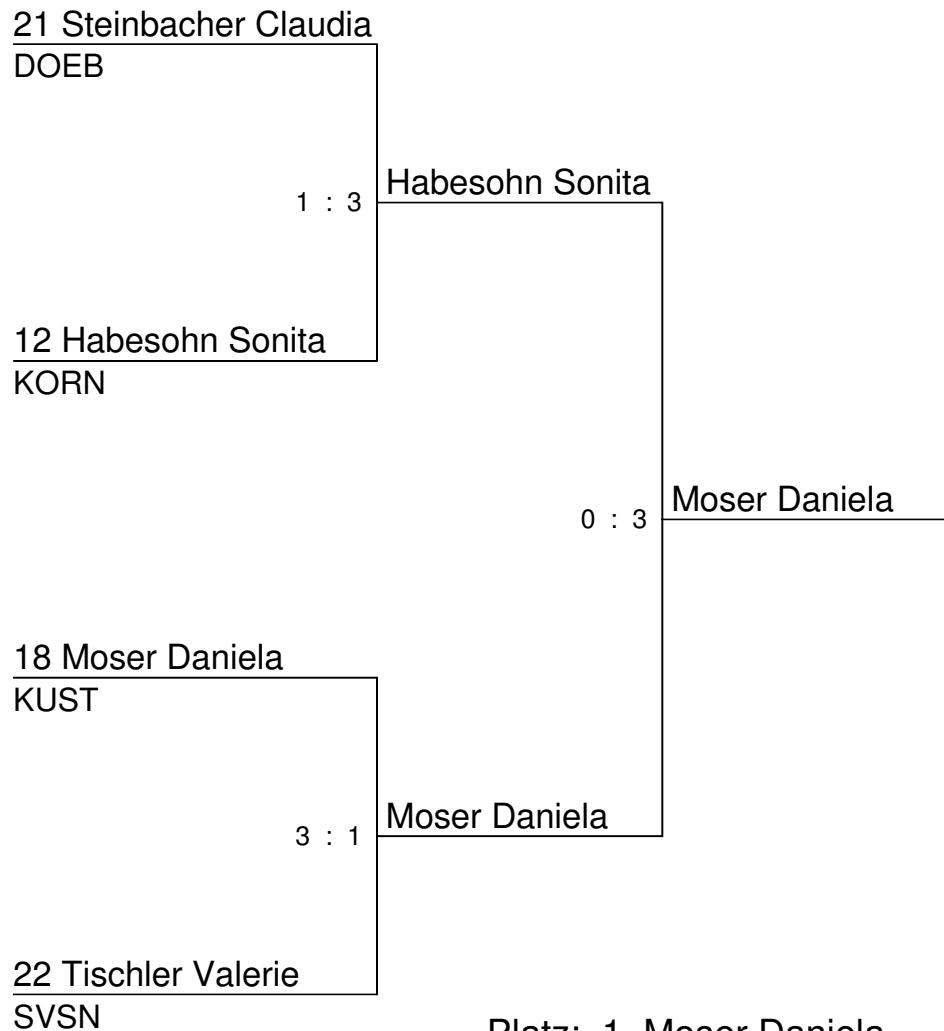 21 Steinbacher Claudia
DOEB
1 : 3
Habesohn Sonita
12 Habesohn Sonita
KORN
0 : 3
Moser Daniela
18 Moser Daniela
KUST
3 : 1
Moser Daniela
22 Tischler Valerie
SVSN
Platz: 1 Moser Daniela